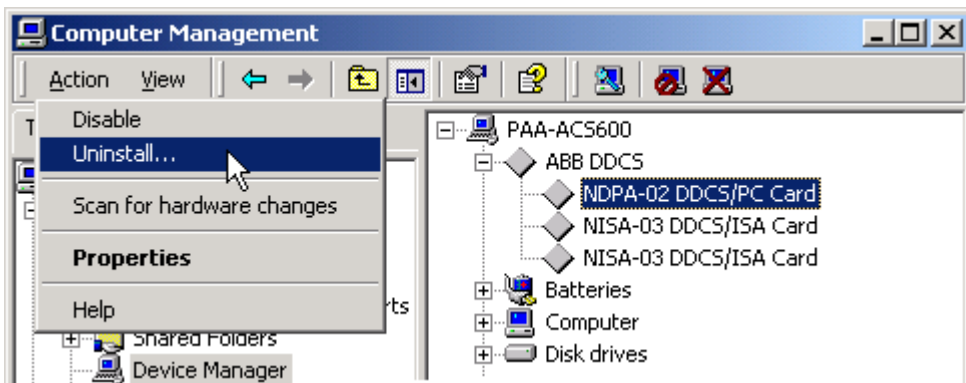 Computer Management
Action View
Disable
Uninstall...
Scan for hardware changes
Properties
Help
Shared Folders
Device Manager
PAA-ACS600
ABB DDCS
NDPA-02 DDCS/PC Card
NISA-03 DDCS/ISA Card
NISA-03 DDCS/ISA Card
Batteries
Computer
Disk drives